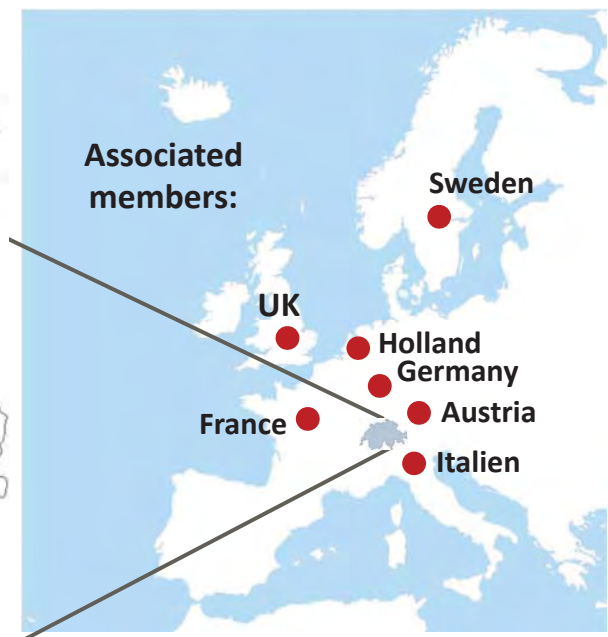 Associated
members:
Sweden
UK
Holland
Germany
France
Austria
Italien